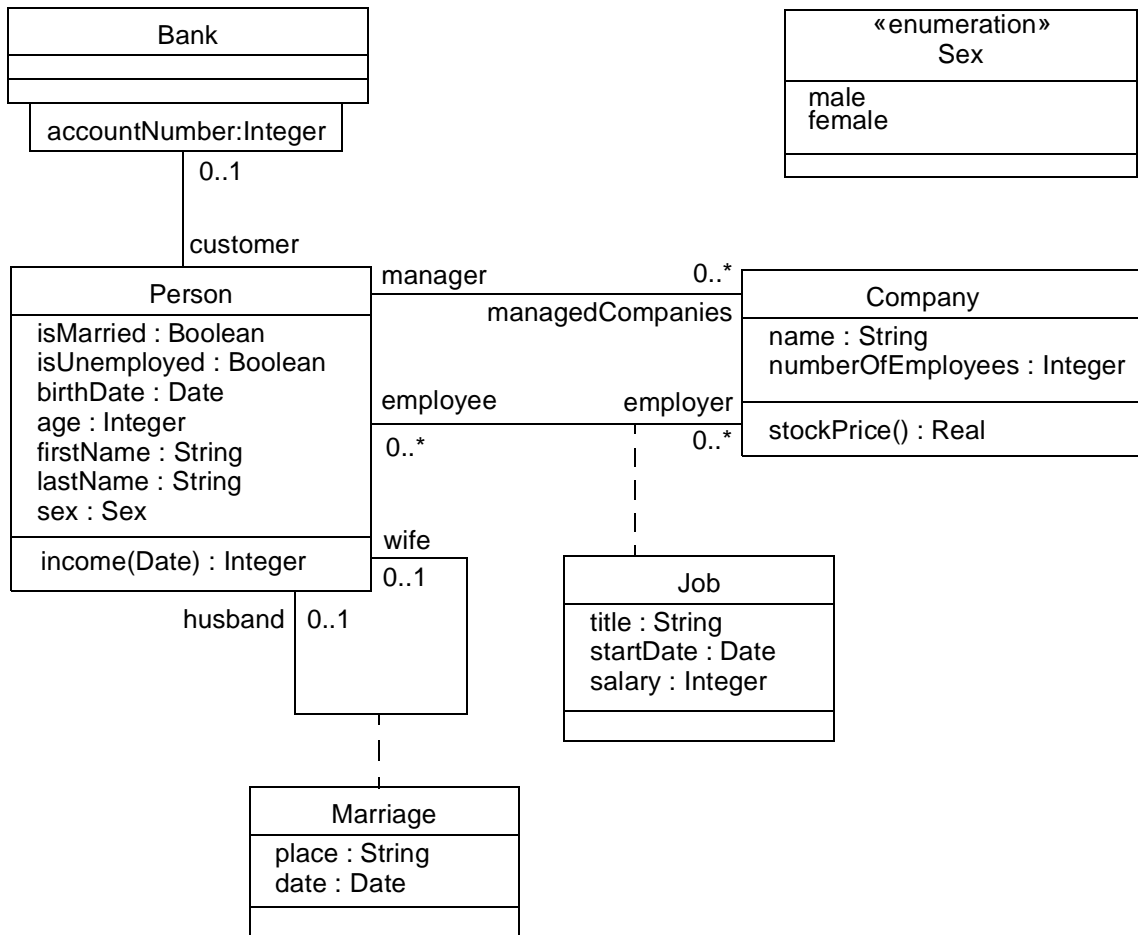 Bank
accountNumber:Integer
0..1
customer
«enumeration»
Sex
male
female
Person
isMarried : Boolean
isUnemployed : Boolean
birthDate : Date
age : Integer
firstName : String
lastName : String
sex : Sex
income(Date) : Integer
manager
0..*
managedCompanies
employee
employer
0..*
0..*
Company
name : String
numberOfEmployees : Integer
stockPrice() : Real
wife
0..1
husband
0..1
Job
title : String
startDate : Date
salary : Integer
Marriage
place : String
date : Date